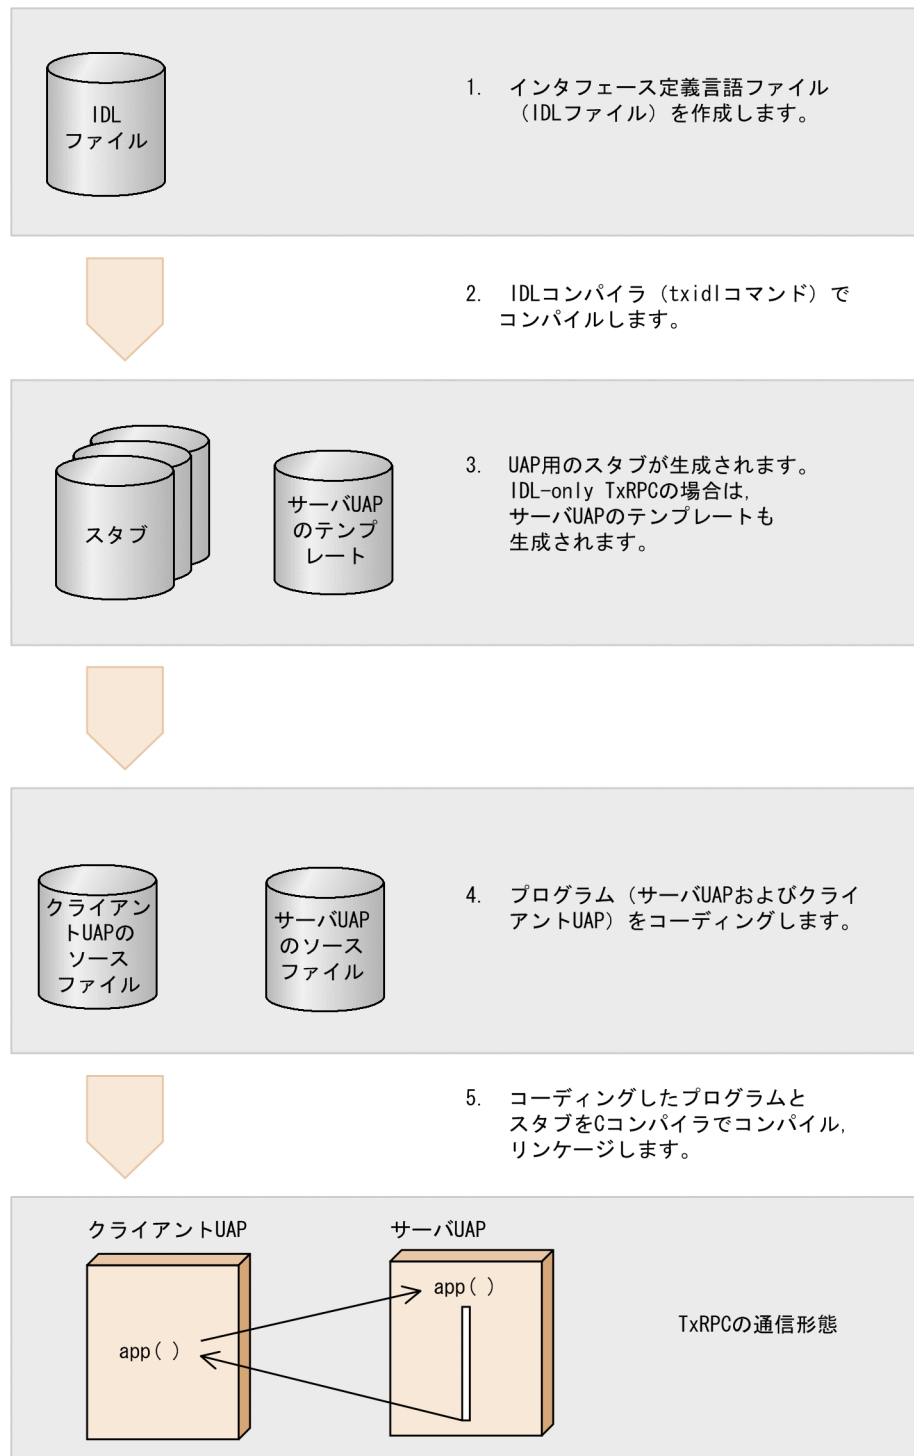 IDL
ファイル
1. インタフェース定義言語ファイル
(IDLファイル）を作成します。
2. IDLコンパイラ（txidlコマンド）で
コンパイルします。
スタブ
サーバUAP
のテンプ
レート
3. UAP用のスタブが生成されます。
IDL-only TxRPCの場合は,
サーバUAPのテンプレートも
生成されます。
クライアン
トUAPの
ソース
ファイル
サーバUAP
のソース
ファイル
4. プログラム（サーバUAPおよびクライ
アントUAP）をコーディングします。
5. コーディングしたプログラムと
スタブをCコンパイラでコンパイル,
リンケージします。
クライアントUAP
サーバUAP
app( )
app( )
TxRPCの通信形態